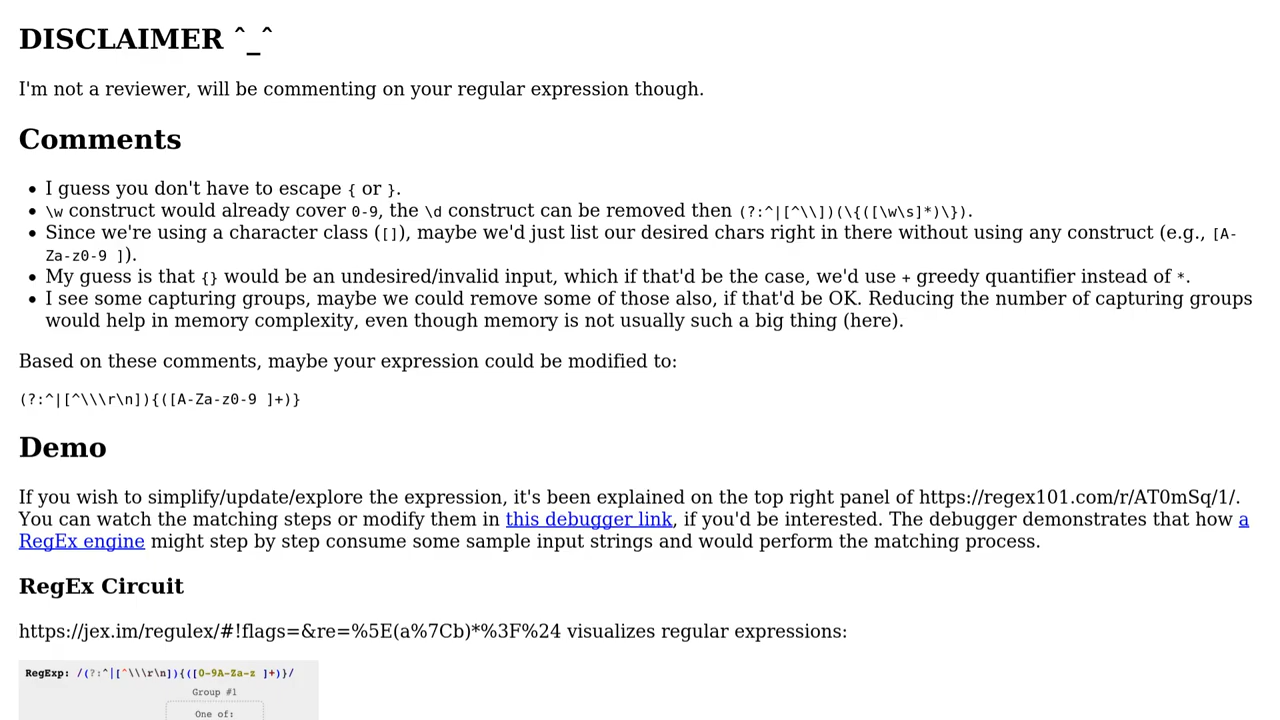 DISCLAIMER ˆ_ˆ
I'm not a reviewer, will be commenting on your regular expression though.
Comments
• I guess you don't have to escape { or }.
• \w construct would already cover 0-9, the \d construct can be removed then (?:^|[^\\])(\{([\w\s]*)\}).
• Since we're using a character class ([]), maybe we'd just list our desired chars right in there without using any construct (e.g., [A-
Za-z0-9 ]).
• My guess is that {} would be an undesired/invalid input, which if that'd be the case, we'd use + greedy quantifier instead of *.
• I see some capturing groups, maybe we could remove some of those also, if that'd be OK. Reducing the number of capturing groups
would help in memory complexity, even though memory is not usually such a big thing (here).
Based on these comments, maybe your expression could be modified to:
(?:^|[^\\\r\n]){([A-Za-z0-9 ]+)}
Demo
If you wish to simplify/update/explore the expression, it's been explained on the top right panel of https://regex101.com/r/AT0mSq/1/.
You can watch the matching steps or modify them in this debugger link, if you'd be interested. The debugger demonstrates that how a
RegEx engine might step by step consume some sample input strings and would perform the matching process.
RegEx Circuit
https://jex.im/regulex/#!flags=&re=%5E(a%7Cb)*%3F%24 visualizes regular expressions:
RegExp: /(?:^|[^\\\r\n]){([0-9A-Za-z ]+)}/
Group #1
One of: